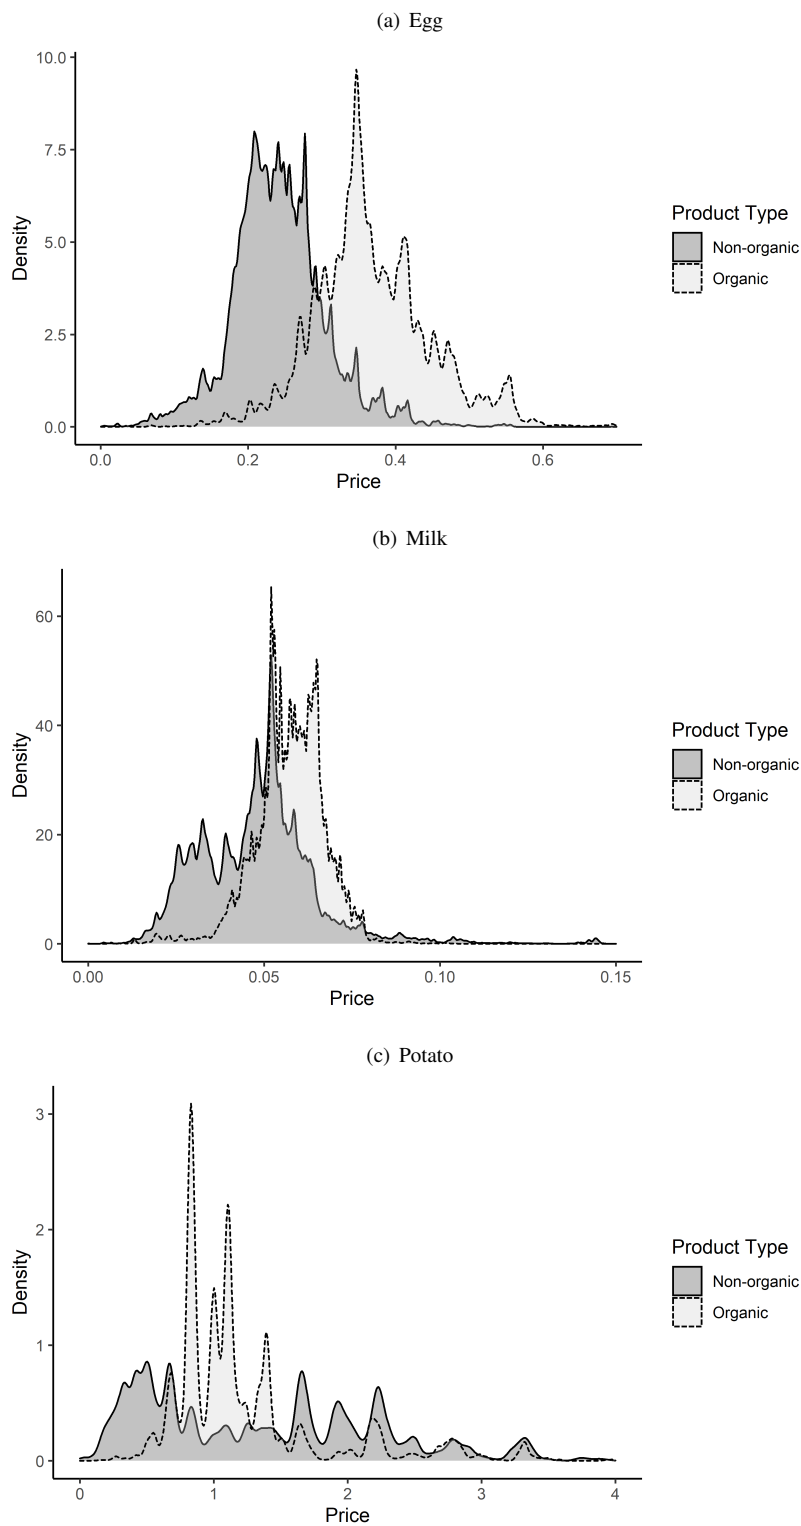 (a) Egg
10.0
7.5
5.0
2.5
0.0
Density
0.0 0.2 0.4 0.6
Price
Product Type
Non-organic
Organic
(b) Milk
60
40
20
0
Density
0.00 0.05 0.10 0.15
Price
Product Type
Non-organic
Organic
(c) Potato
3
2
1
0
Density
0 1 2 3 4
Price
Product Type
Non-organic
Organic